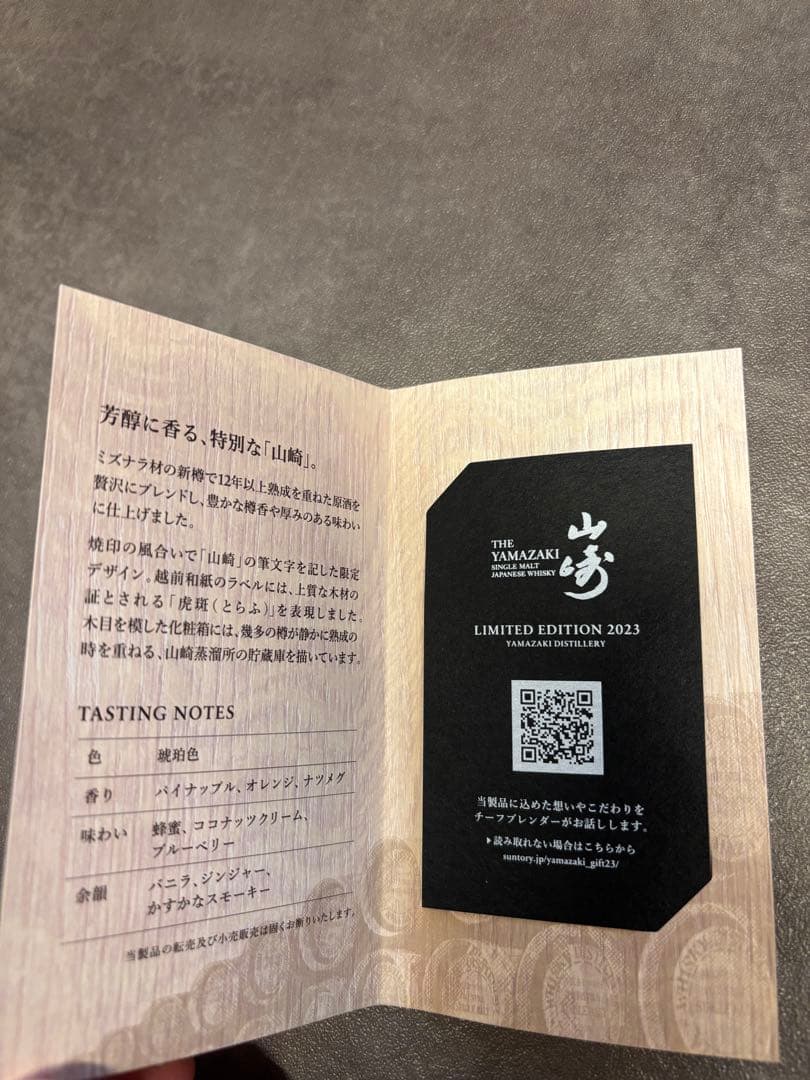 芳醇に香る、特別な「山崎」。
ミズナラ材の新樽で12年以上熟成を重ねた原酒を
贅沢にブレンドし、豊かな樽香や厚みのある味わい
に仕上げました。
焼印の風合いで「山崎」の筆文字を記した限定
デザイン。越前和紙のラベルには、上質な木材の
証とされる「虎斑(とらふ)」を表現しました。
木目を模した化粧箱には、幾多の樽が静かに熟成の
時を重ねる、山崎蒸溜所の貯蔵庫を描いています。
TASTING NOTES
色 琥珀色
香り パイナップル、オレンジ、ナツメグ
味わい 蜂蜜、ココナッツクリーム、
ブルーベリー
余韻 バニラ、ジンジャー、
かすかなスモーキー
当製品の転売及び小売販売は固くお断りいたします。
THE
YAMAZAKI
SINGLE MALT
JAPANESE WHISKY
山崎
LIMITED EDITION 2023
YAMAZAKI DISTILLERY
当製品に込めた想いやこだわりを
チーフブレンダーがお話しします。
▶読み取れない場合はこちらから
suntory.jp/yamazaki_gift23/